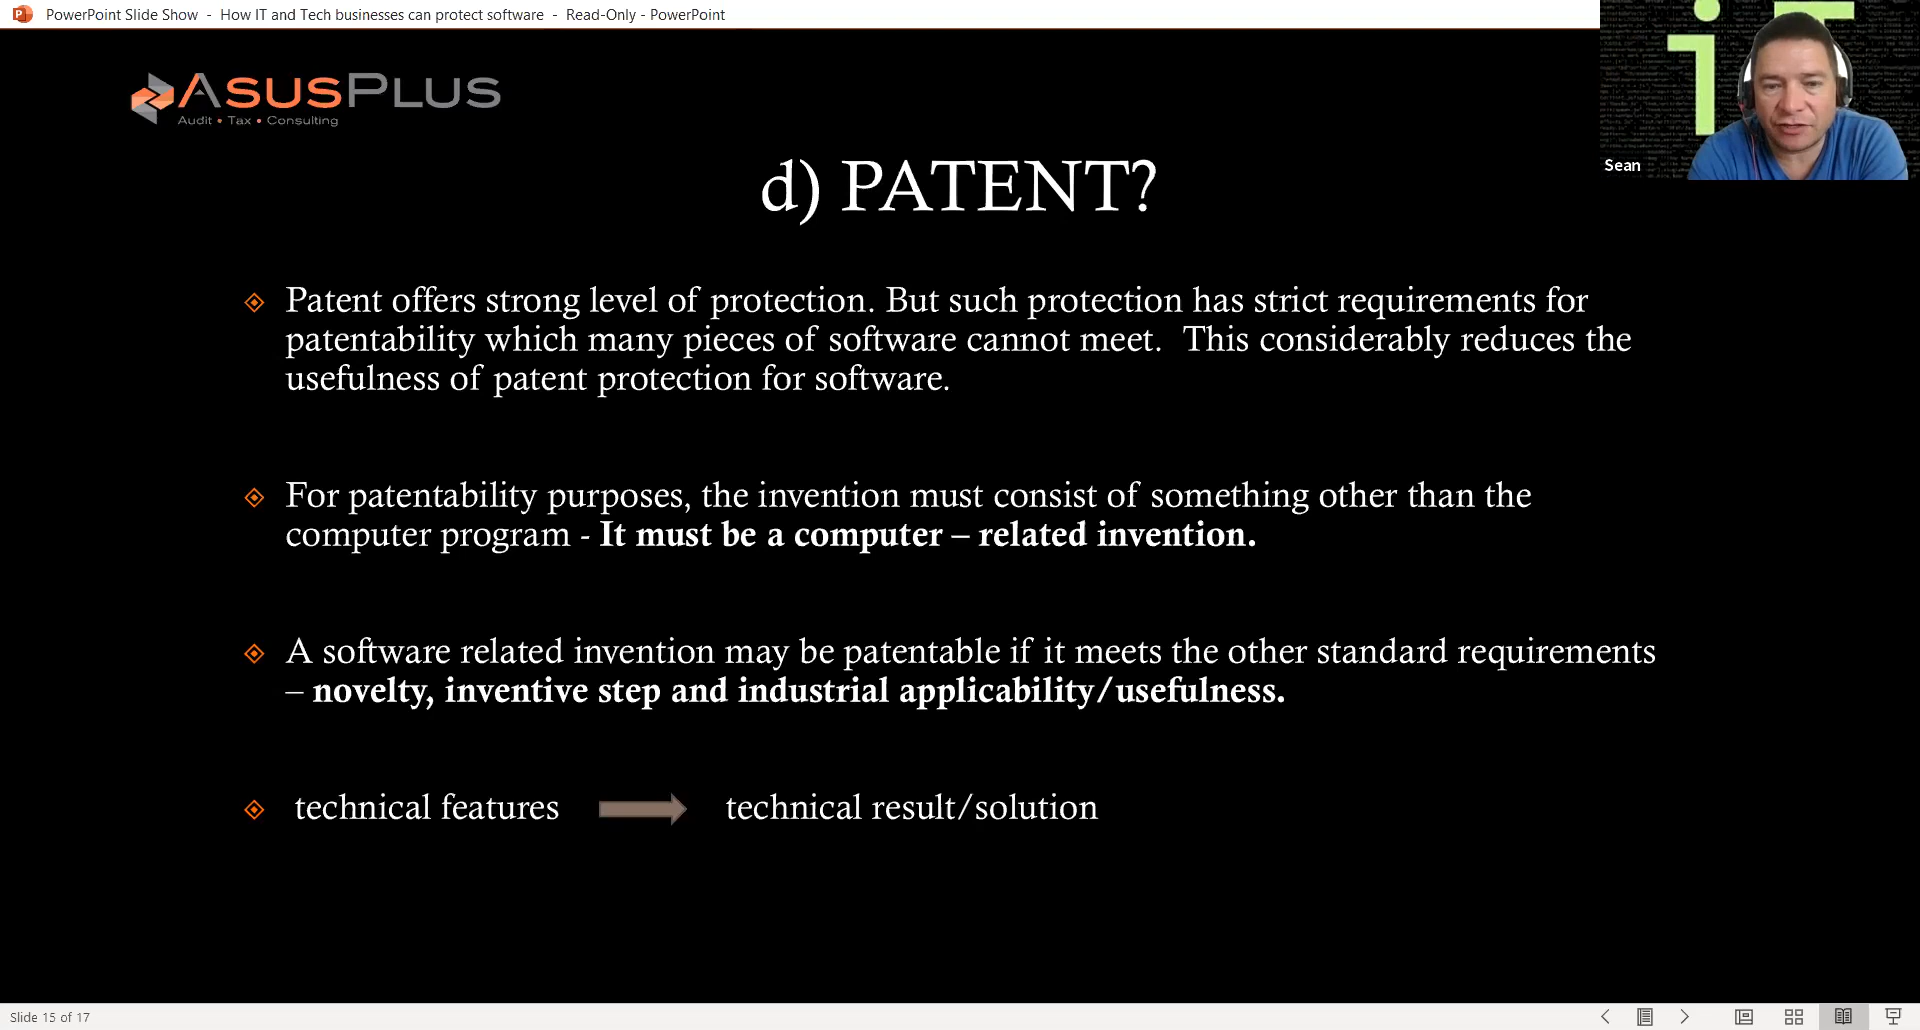 PowerPoint Slide Show - How IT and Tech businesses can protect software - Read-Only - PowerPoint
ASUSPLUS
Audit • Tax • Consulting
Sean
d) PATENT?
Patent offers strong level of protection. But such protection has strict requirements for
patentability which many pieces of software cannot meet. This considerably reduces the
usefulness of patent protection for software.
For patentability purposes, the invention must consist of something other than the
computer program - It must be a computer – related invention.
A software related invention may be patentable if it meets the other standard requirements
– novelty, inventive step and industrial applicability/usefulness.
technical features technical result/solution
Slide 15 of 17